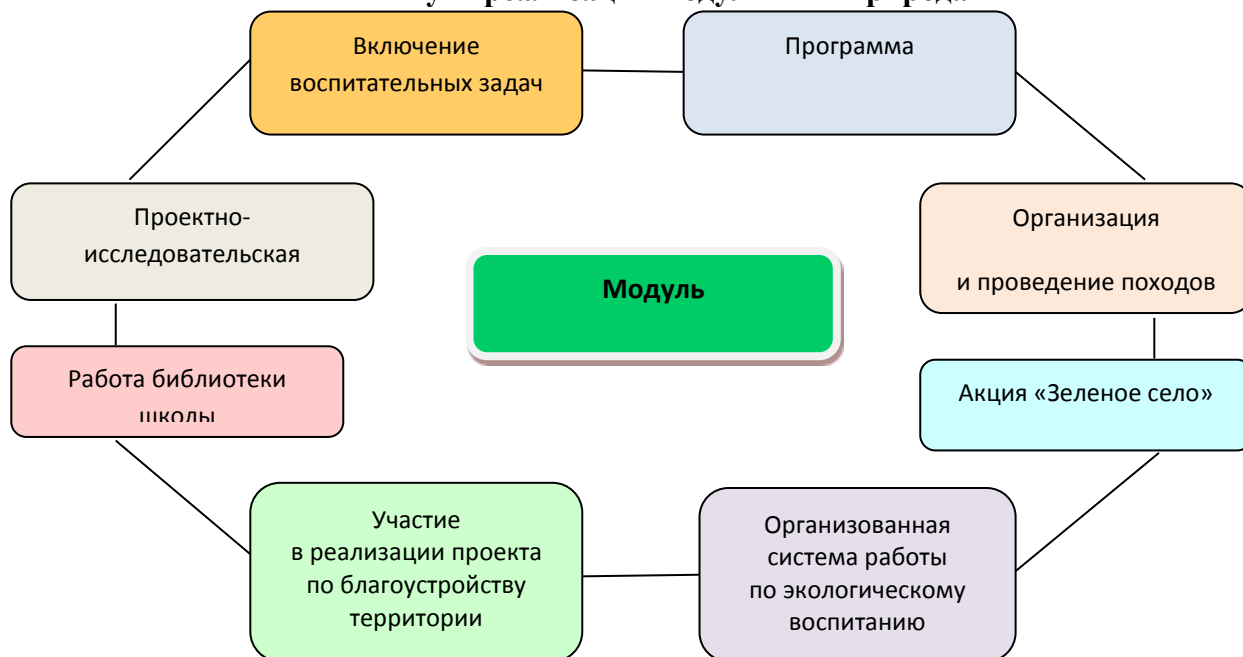 Включение
воспитательных задач
Программа
Проектно-
исследовательская
Организация
и проведение походов
Модуль
Работа библиотеки
школы
Акция «Зеленое село»
Участие
в реализации проекта
по благоустройству
территории
Организованная
система работы
по экологическому
воспитанию